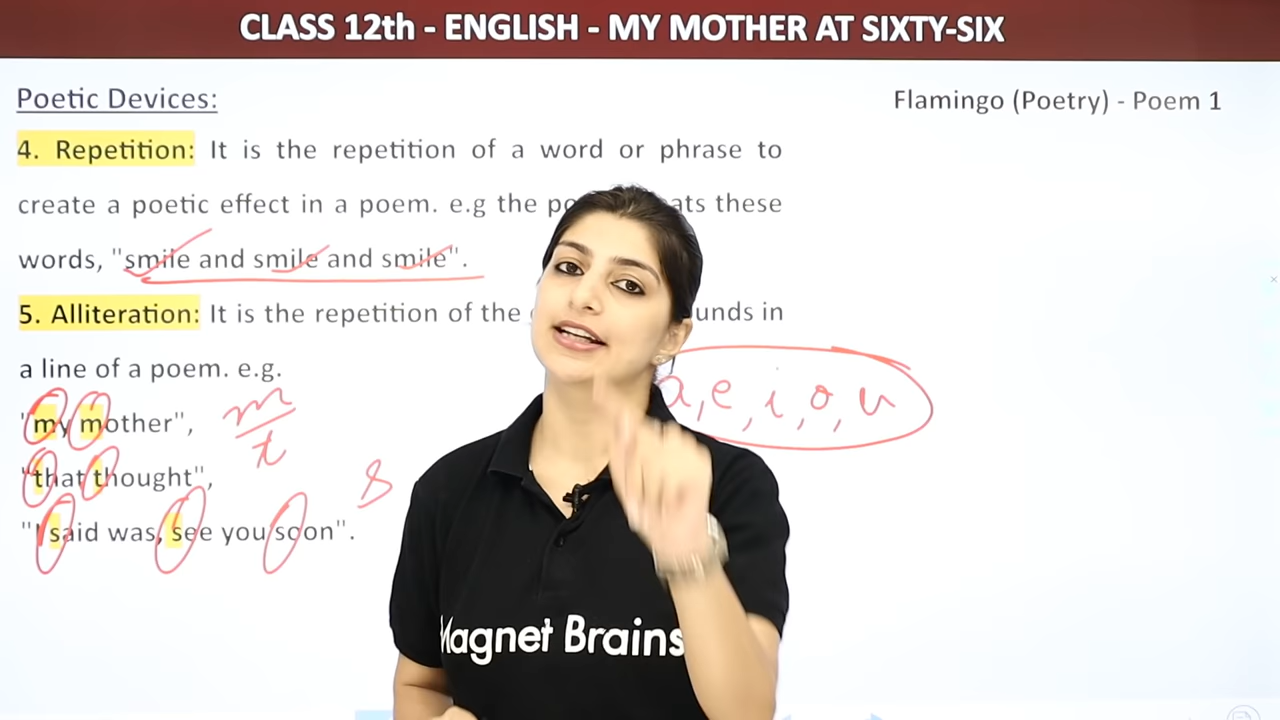 CLASS 12th - ENGLISH - MY MOTHER AT SIXTY-SIX
Poetic Devices:
Flamingo (Poetry) - Poem 1
4. Repetition: It is the repetition of a word or phrase to
create a poetic effect in a poem. e.g the these
words, "smile and smile and smile".
5. Alliteration: It is the repetition of the in
a line of a poem. e.g.
a, e, i, o, u
"my mother",
m
"that thought",
t
s
"I said was, see you soon".
Magnet Brains